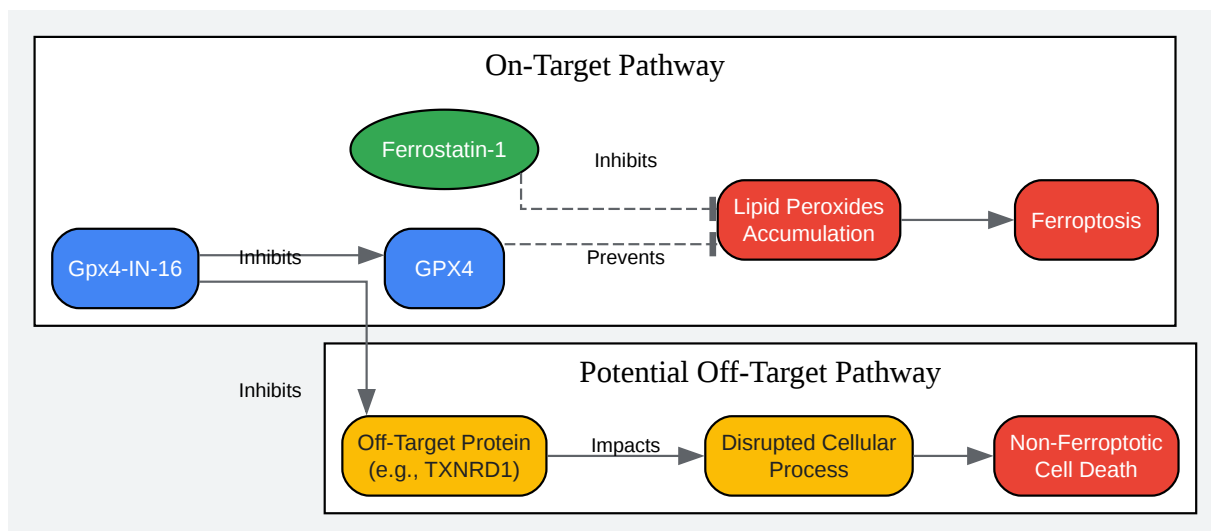 On-Target Pathway
Ferrostatin-1
Inhibits
Lipid Peroxides
Accumulation
Ferroptosis
Gpx4-IN-16
Inhibits
GPX4
Prevents
Potential Off-Target Pathway
Inhibits
Off-Target Protein
(e.g., TXNRD1)
Impacts
Disrupted Cellular
Process
Non-Ferroptotic
Cell Death